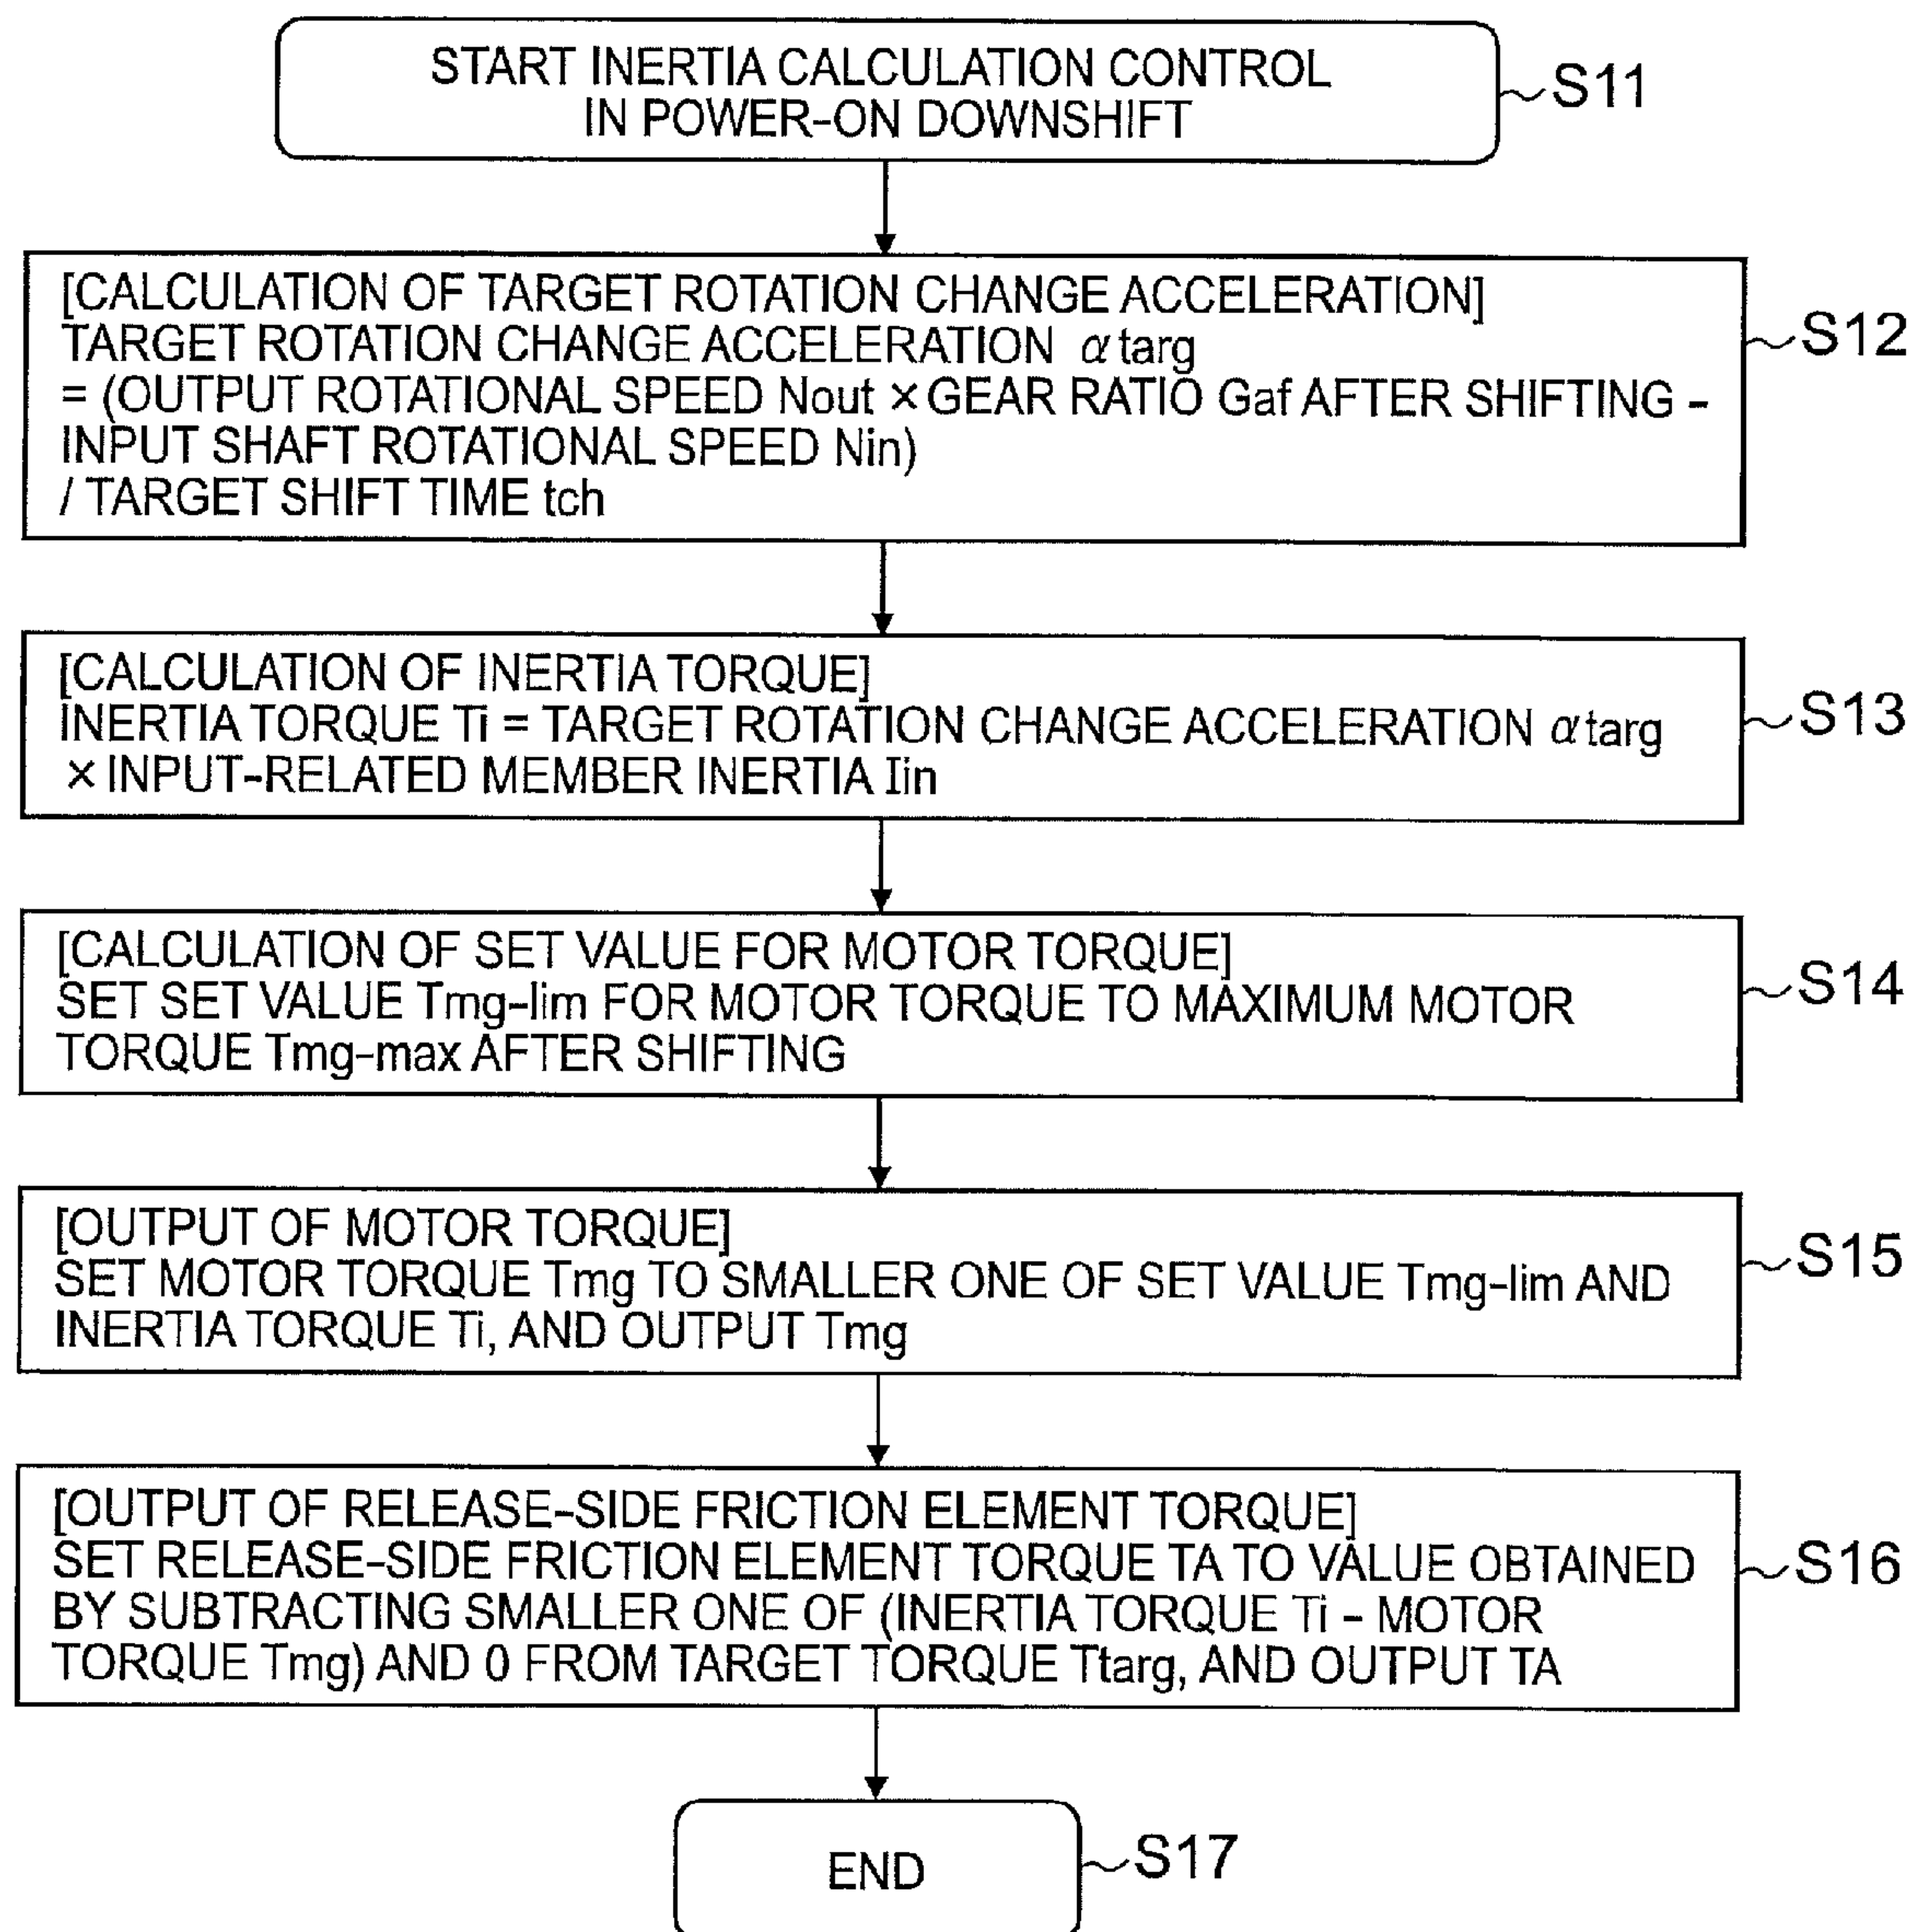 START INERTIA CALCULATION CONTROL
IN POWER-ON DOWNSHIFT
S11
[CALCULATION OF TARGET ROTATION CHANGE ACCELERATION]
TARGET ROTATION CHANGE ACCELERATION α targ
= (OUTPUT ROTATIONAL SPEED Nout × GEAR RATIO Gaf AFTER SHIFTING -
INPUT SHAFT ROTATIONAL SPEED Nin)
/ TARGET SHIFT TIME tch
S12
[CALCULATION OF INERTIA TORQUE]
INERTIA TORQUE Ti = TARGET ROTATION CHANGE ACCELERATION α targ
× INPUT-RELATED MEMBER INERTIA Iin
S13
[CALCULATION OF SET VALUE FOR MOTOR TORQUE]
SET SET VALUE Tmg-lim FOR MOTOR TORQUE TO MAXIMUM MOTOR
TORQUE Tmg-max AFTER SHIFTING
S14
[OUTPUT OF MOTOR TORQUE]
SET MOTOR TORQUE Tmg TO SMALLER ONE OF SET VALUE Tmg-lim AND
INERTIA TORQUE Ti, AND OUTPUT Tmg
S15
[OUTPUT OF RELEASE-SIDE FRICTION ELEMENT TORQUE]
SET RELEASE-SIDE FRICTION ELEMENT TORQUE TA TO VALUE OBTAINED
BY SUBTRACTING SMALLER ONE OF (INERTIA TORQUE Ti - MOTOR
TORQUE Tmg) AND 0 FROM TARGET TORQUE Ttarg, AND OUTPUT TA
S16
END
S17